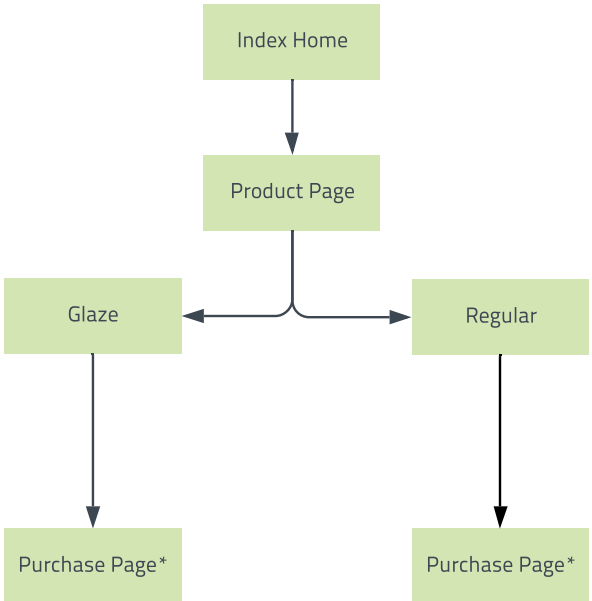 Index Home
Product Page
Glaze
Regular
Purchase Page*
Purchase Page*